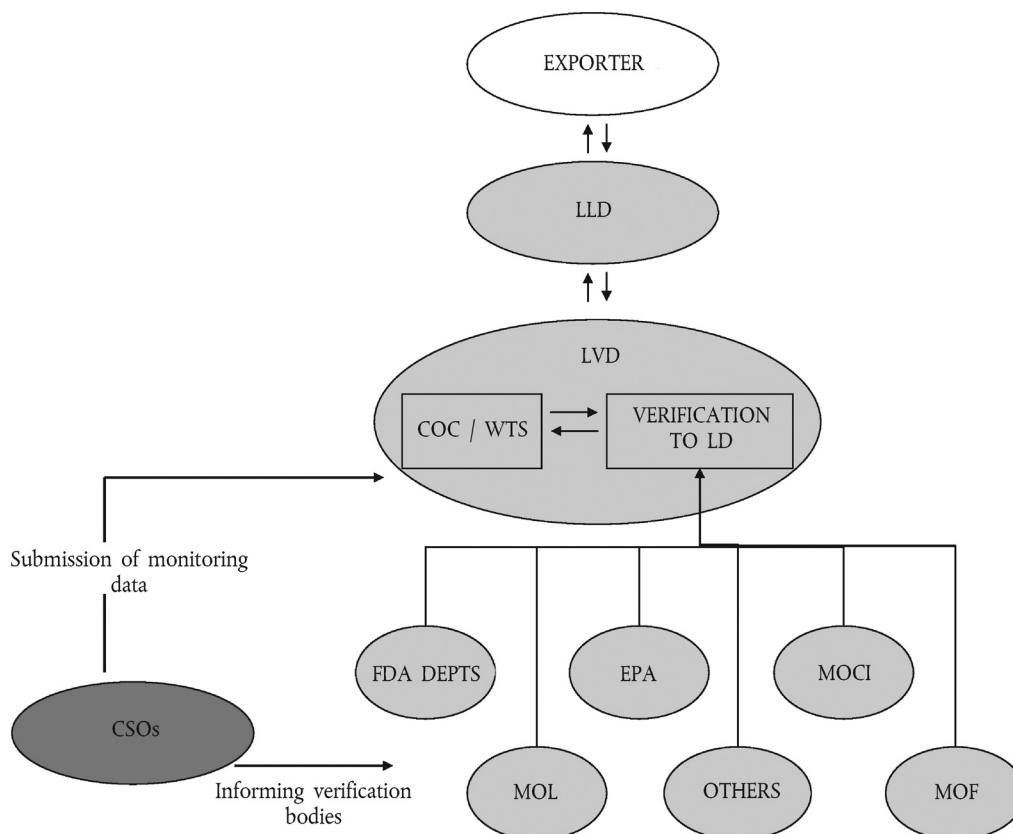 EXPORTER
LLD
LVD
COC / WTS
VERIFICATION
TO LD
Submission of monitoring
data
FDA DEPTS
EPA
MOCI
CSOs
MOL
OTHERS
MOF
Informing verification
bodies